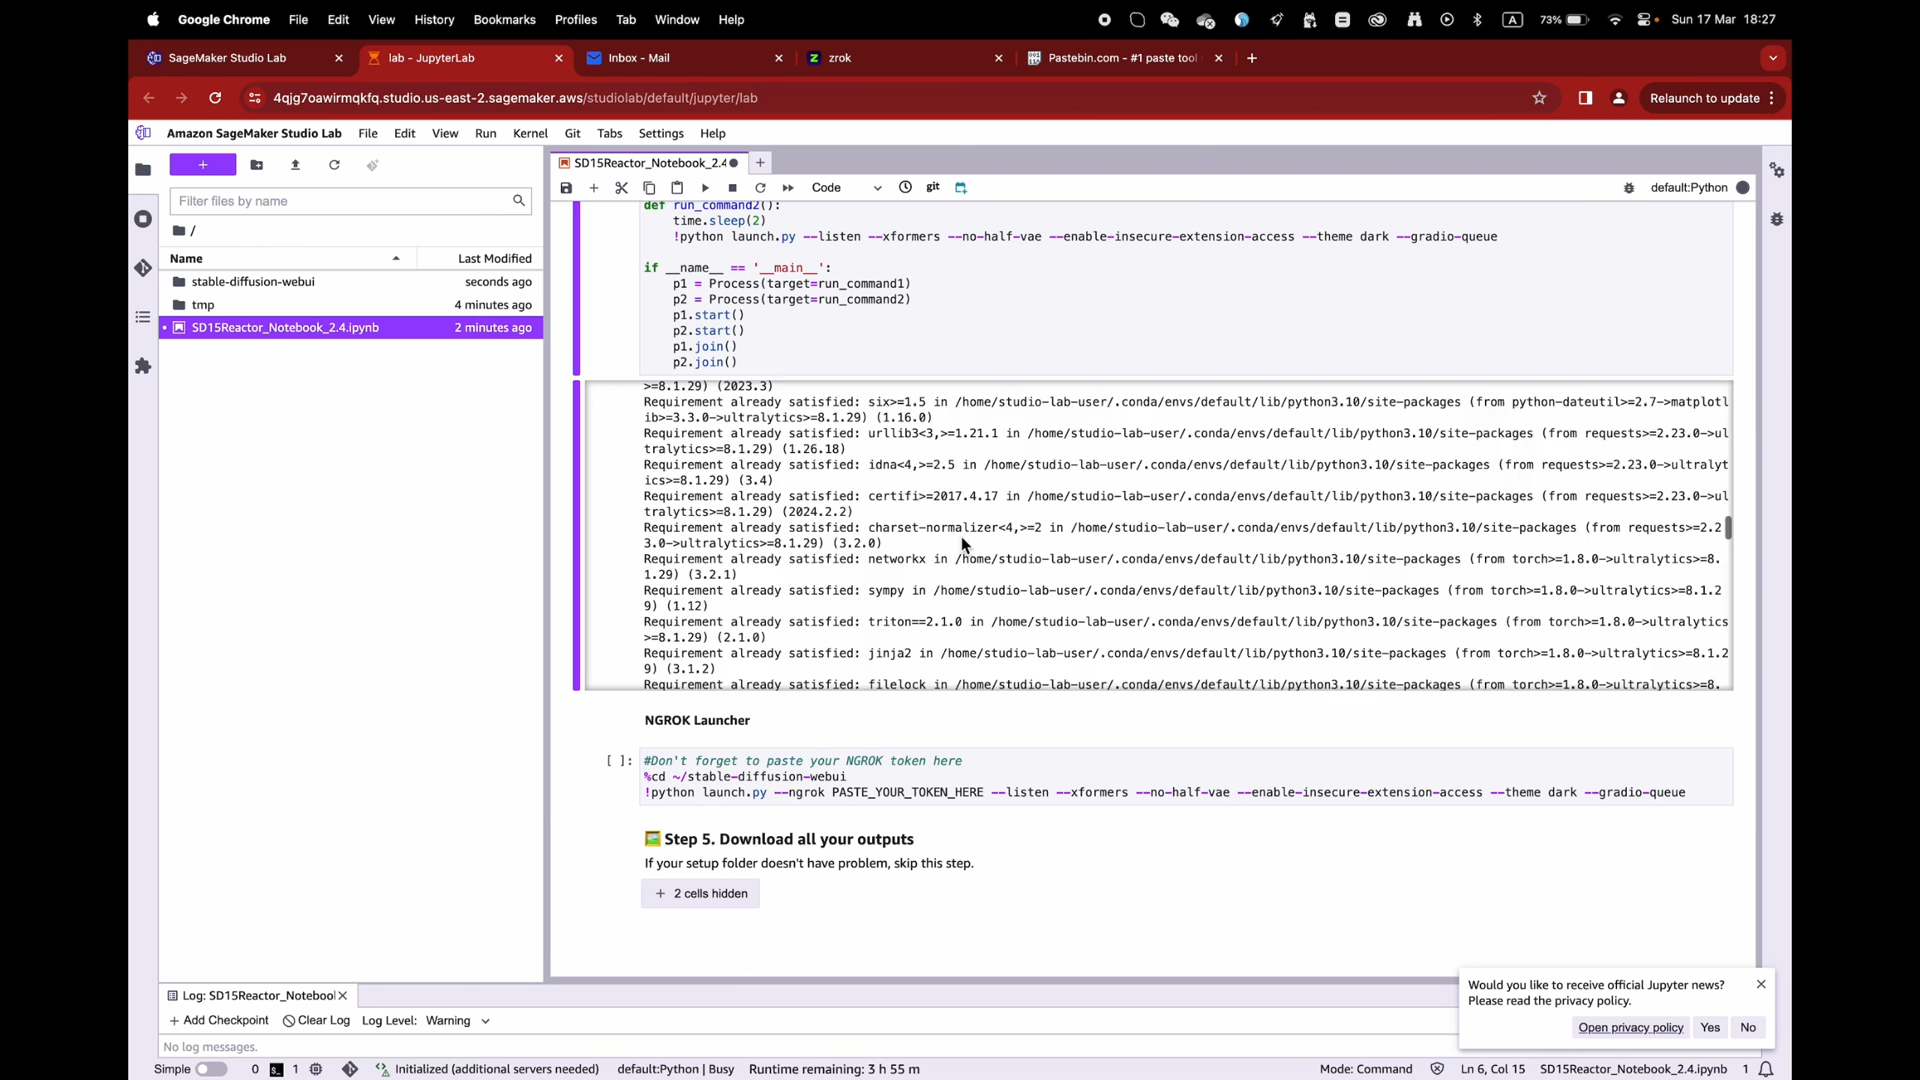 Google Chrome File Edit View History Bookmarks Profiles Tab Window Help
A 73% Sun 17 Mar 18:27
SageMaker Studio Lab
lab - JupyterLab
Inbox - Mail
zrok
Pastebin.com - #1 paste tool
4qjg7oawirmqkfq.studio.us-east-2.sagemaker.aws/studiolab/default/jupyter/lab
Relaunch to update
Amazon SageMaker Studio Lab File Edit View Run Kernel Git Tabs Settings Help
Filter files by name
/
Name Last Modified
stable-diffusion-webui seconds ago
tmp 4 minutes ago
SD15Reactor_Notebook_2.4.ipynb 2 minutes ago
SD15Reactor_Notebook_2.4
Code git default:Python
def run_command2():
time.sleep(2)
!python launch.py --listen --xformers --no-half-vae --enable-insecure-extension-access --theme dark --gradio-queue
if __name__ == '__main__':
p1 = Process(target=run_command1)
p2 = Process(target=run_command2)
p1.start()
p2.start()
p1.join()
p2.join()
>=8.1.29) (2023.3)
Requirement already satisfied: six>=1.5 in /home/studio-lab-user/.conda/envs/default/lib/python3.10/site-packages (from python-dateutil>=2.7->matplotl
ib>=3.3.0->ultralytics>=8.1.29) (1.16.0)
Requirement already satisfied: urllib3<3,>=1.21.1 in /home/studio-lab-user/.conda/envs/default/lib/python3.10/site-packages (from requests>=2.23.0->ul
tralytics>=8.1.29) (1.26.18)
Requirement already satisfied: idna<4,>=2.5 in /home/studio-lab-user/.conda/envs/default/lib/python3.10/site-packages (from requests>=2.23.0->ultralyt
ics>=8.1.29) (3.4)
Requirement already satisfied: certifi>=2017.4.17 in /home/studio-lab-user/.conda/envs/default/lib/python3.10/site-packages (from requests>=2.23.0->ul
tralytics>=8.1.29) (2024.2.2)
Requirement already satisfied: charset-normalizer<4,>=2 in /home/studio-lab-user/.conda/envs/default/lib/python3.10/site-packages (from requests>=2.2
3.0->ultralytics>=8.1.29) (3.2.0)
Requirement already satisfied: networkx in /home/studio-lab-user/.conda/envs/default/lib/python3.10/site-packages (from torch>=1.8.0->ultralytics>=8.
1.29) (3.2.1)
Requirement already satisfied: sympy in /home/studio-lab-user/.conda/envs/default/lib/python3.10/site-packages (from torch>=1.8.0->ultralytics>=8.1.2
9) (1.12)
Requirement already satisfied: triton==2.1.0 in /home/studio-lab-user/.conda/envs/default/lib/python3.10/site-packages (from torch>=1.8.0->ultralytics
>=8.1.29) (2.1.0)
Requirement already satisfied: jinja2 in /home/studio-lab-user/.conda/envs/default/lib/python3.10/site-packages (from torch>=1.8.0->ultralytics>=8.1.2
9) (3.1.2)
Requirement already satisfied: filelock in /home/studio-lab-user/.conda/envs/default/lib/python3.10/site-packages (from torch>=1.8.0->ultralytics>=8.
NGROK Launcher
[ ]: #Don't forget to paste your NGROK token here
%cd ~/stable-diffusion-webui
!python launch.py --ngrok PASTE_YOUR_TOKEN_HERE --listen --xformers --no-half-vae --enable-insecure-extension-access --theme dark --gradio-queue
Step 5. Download all your outputs
If your setup folder doesn't have problem, skip this step.
+ 2 cells hidden
Would you like to receive official Jupyter news?
Please read the privacy policy.
Open privacy policy Yes No
Log: SD15Reactor_Notebool
+ Add Checkpoint Clear Log Log Level: Warning
No log messages.
Simple 0 1 Initialized (additional servers needed) default:Python | Busy Runtime remaining: 3 h 55 m Mode: Command Ln 6, Col 15 SD15Reactor_Notebook_2.4.ipynb 1